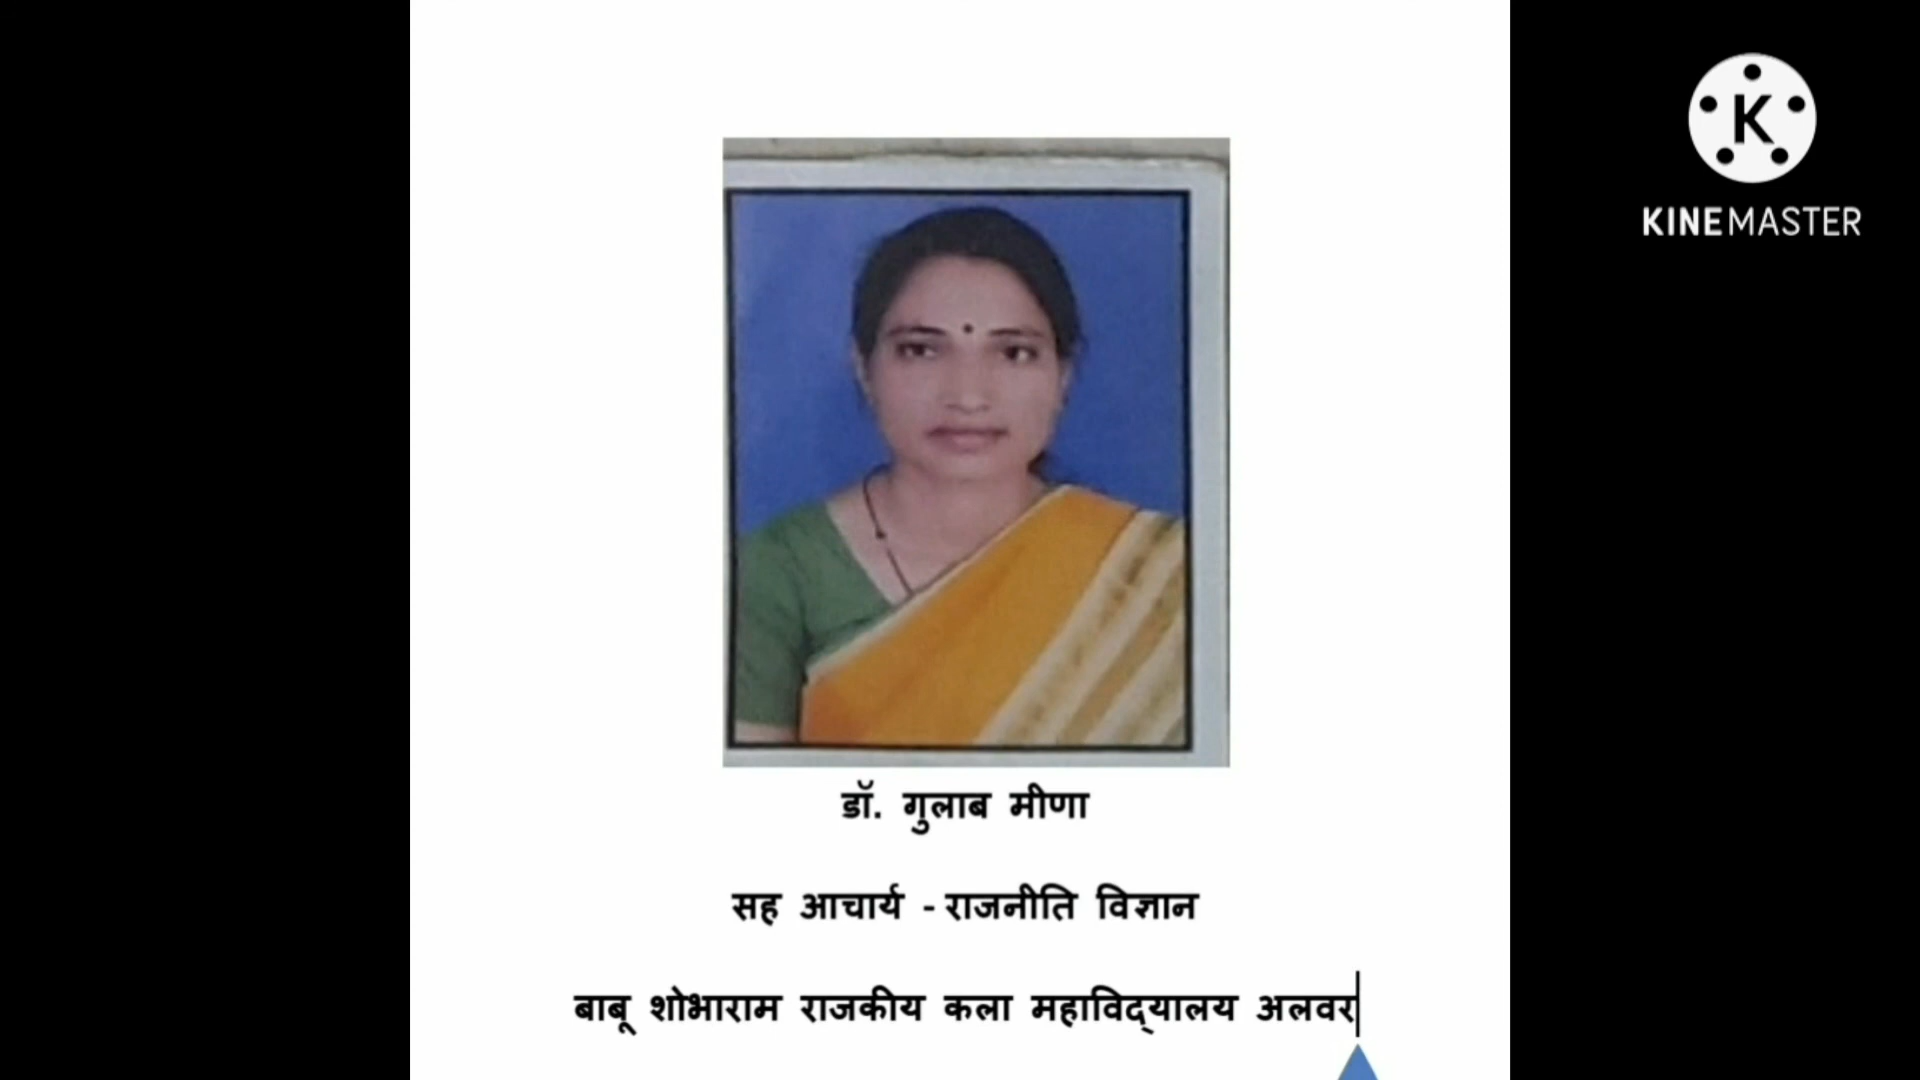 K
KINEMASTER
डॉ. गुलाब मीणा
सह आचार्य - राजनीति विज्ञान
बाबू शोभाराम राजकीय कला महाविद्यालय अलवर